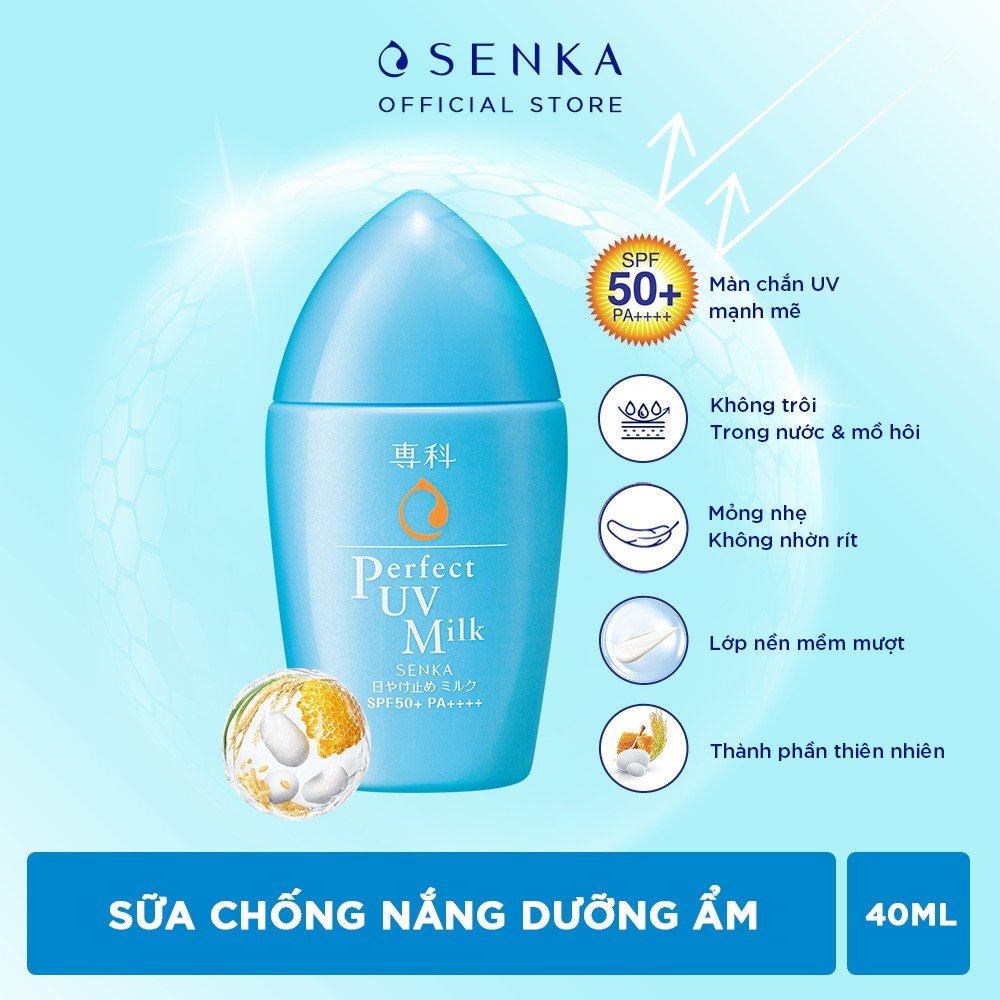 SENKA
OFFICIAL STORE
SPF
50+
PA++++
Màn chắn UV
mạnh mẽ
Không trôi
Trong nước & mồ hôi
Mỏng nhẹ
Không nhờn rít
Lớp nền mềm mượt
Thành phần thiên nhiên
専科
Perfect
UV
Milk
SENKA
日やけ止め ミルク
SPF50+ PA++++
SỮA CHỐNG NẮNG DƯỠNG ẨM
40ML